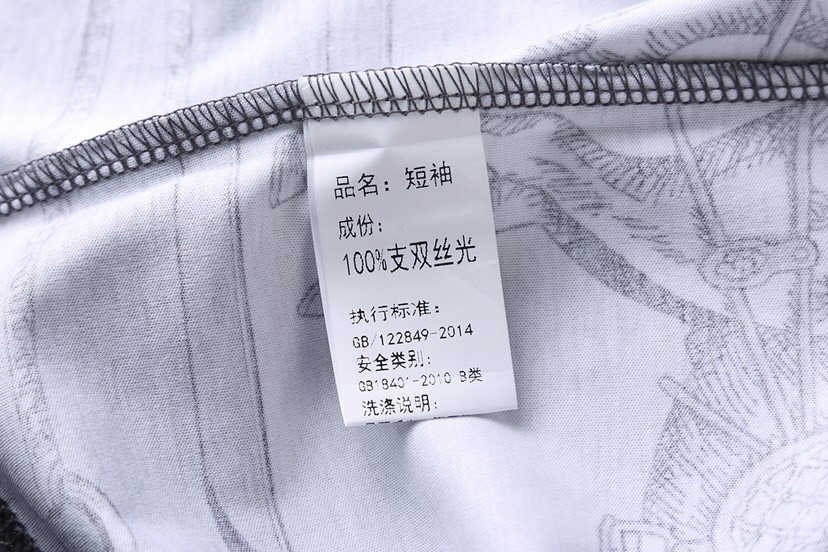 品名：短袖
成份：
100%支双丝光
执行标准：
GB/122849-2014
安全类别：
GB18401-2010 B类
洗涤说明：